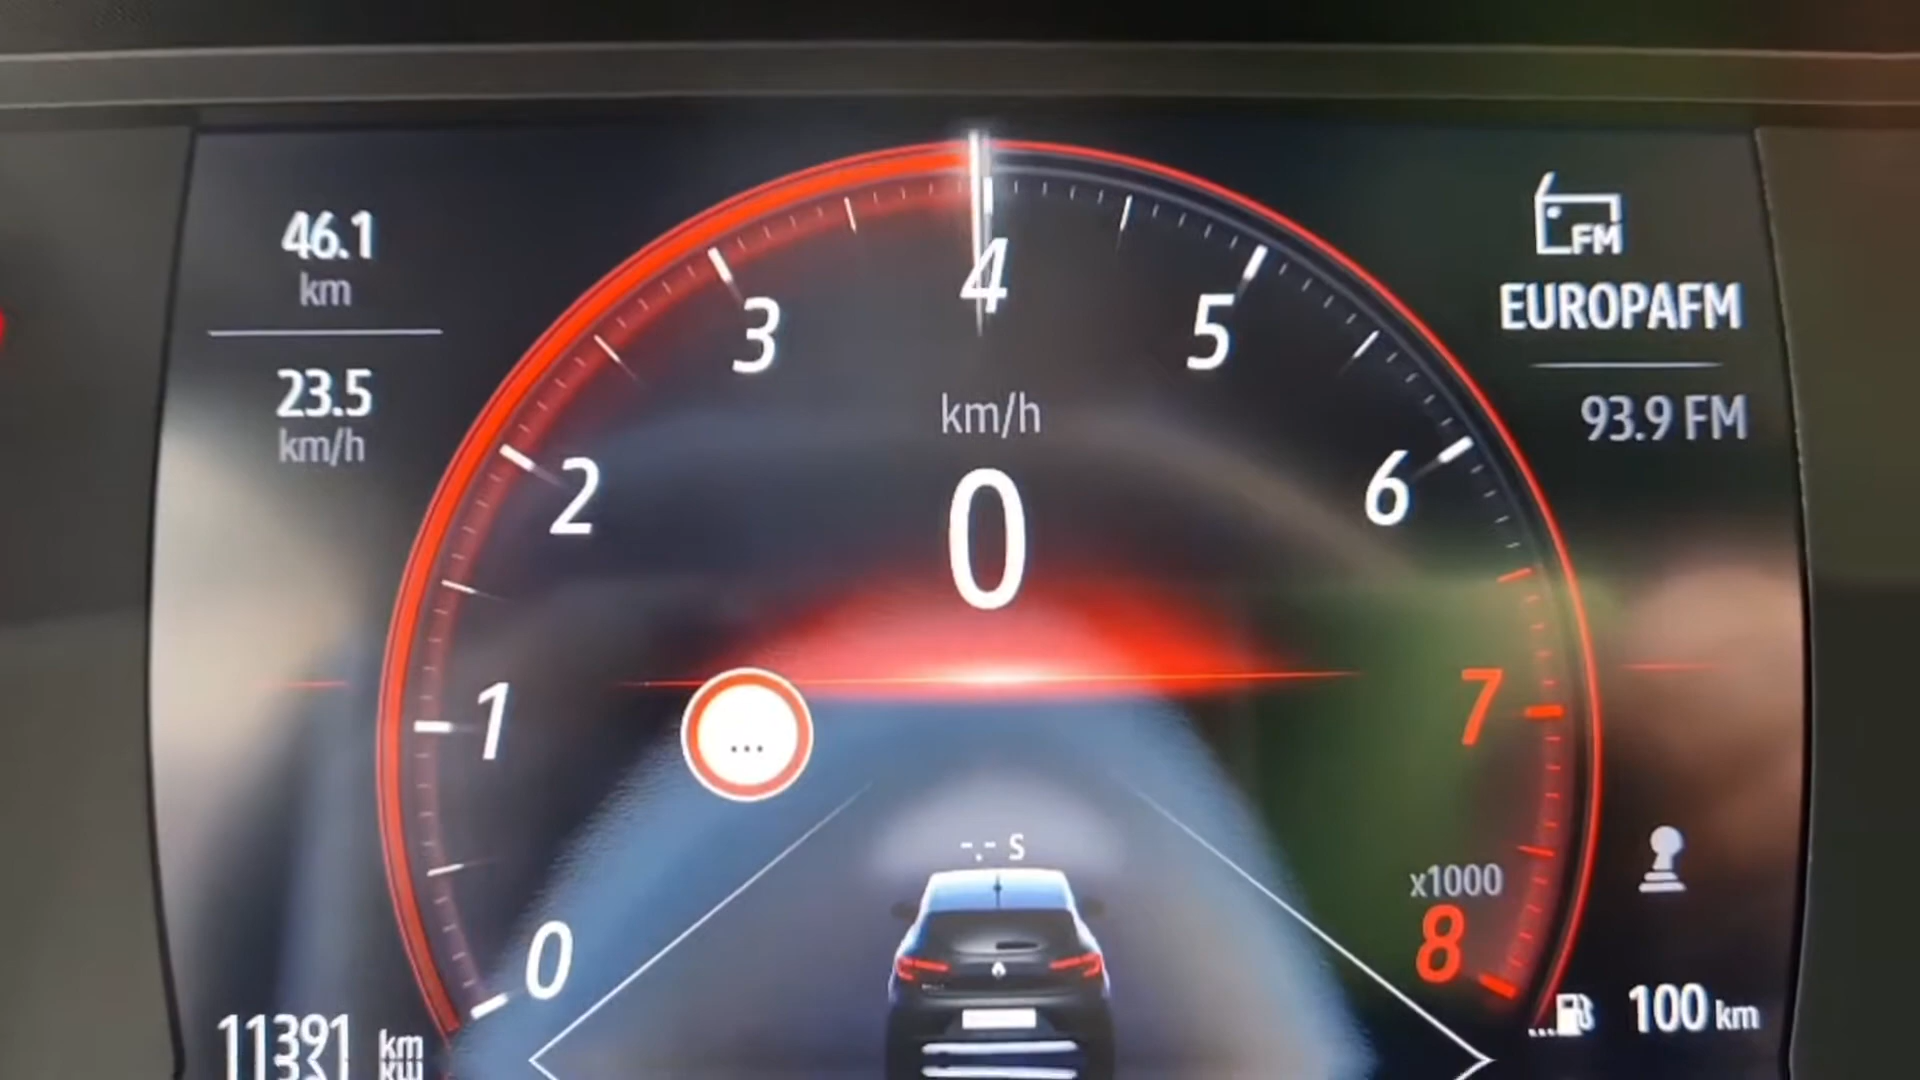 46.1
km
23.5
km/h
FM
EUROPAFM
93.9 FM
0
1
2
3
4
5
6
7
8
x1000
km/h
0
...
-.- s
11391 km
... 100 km